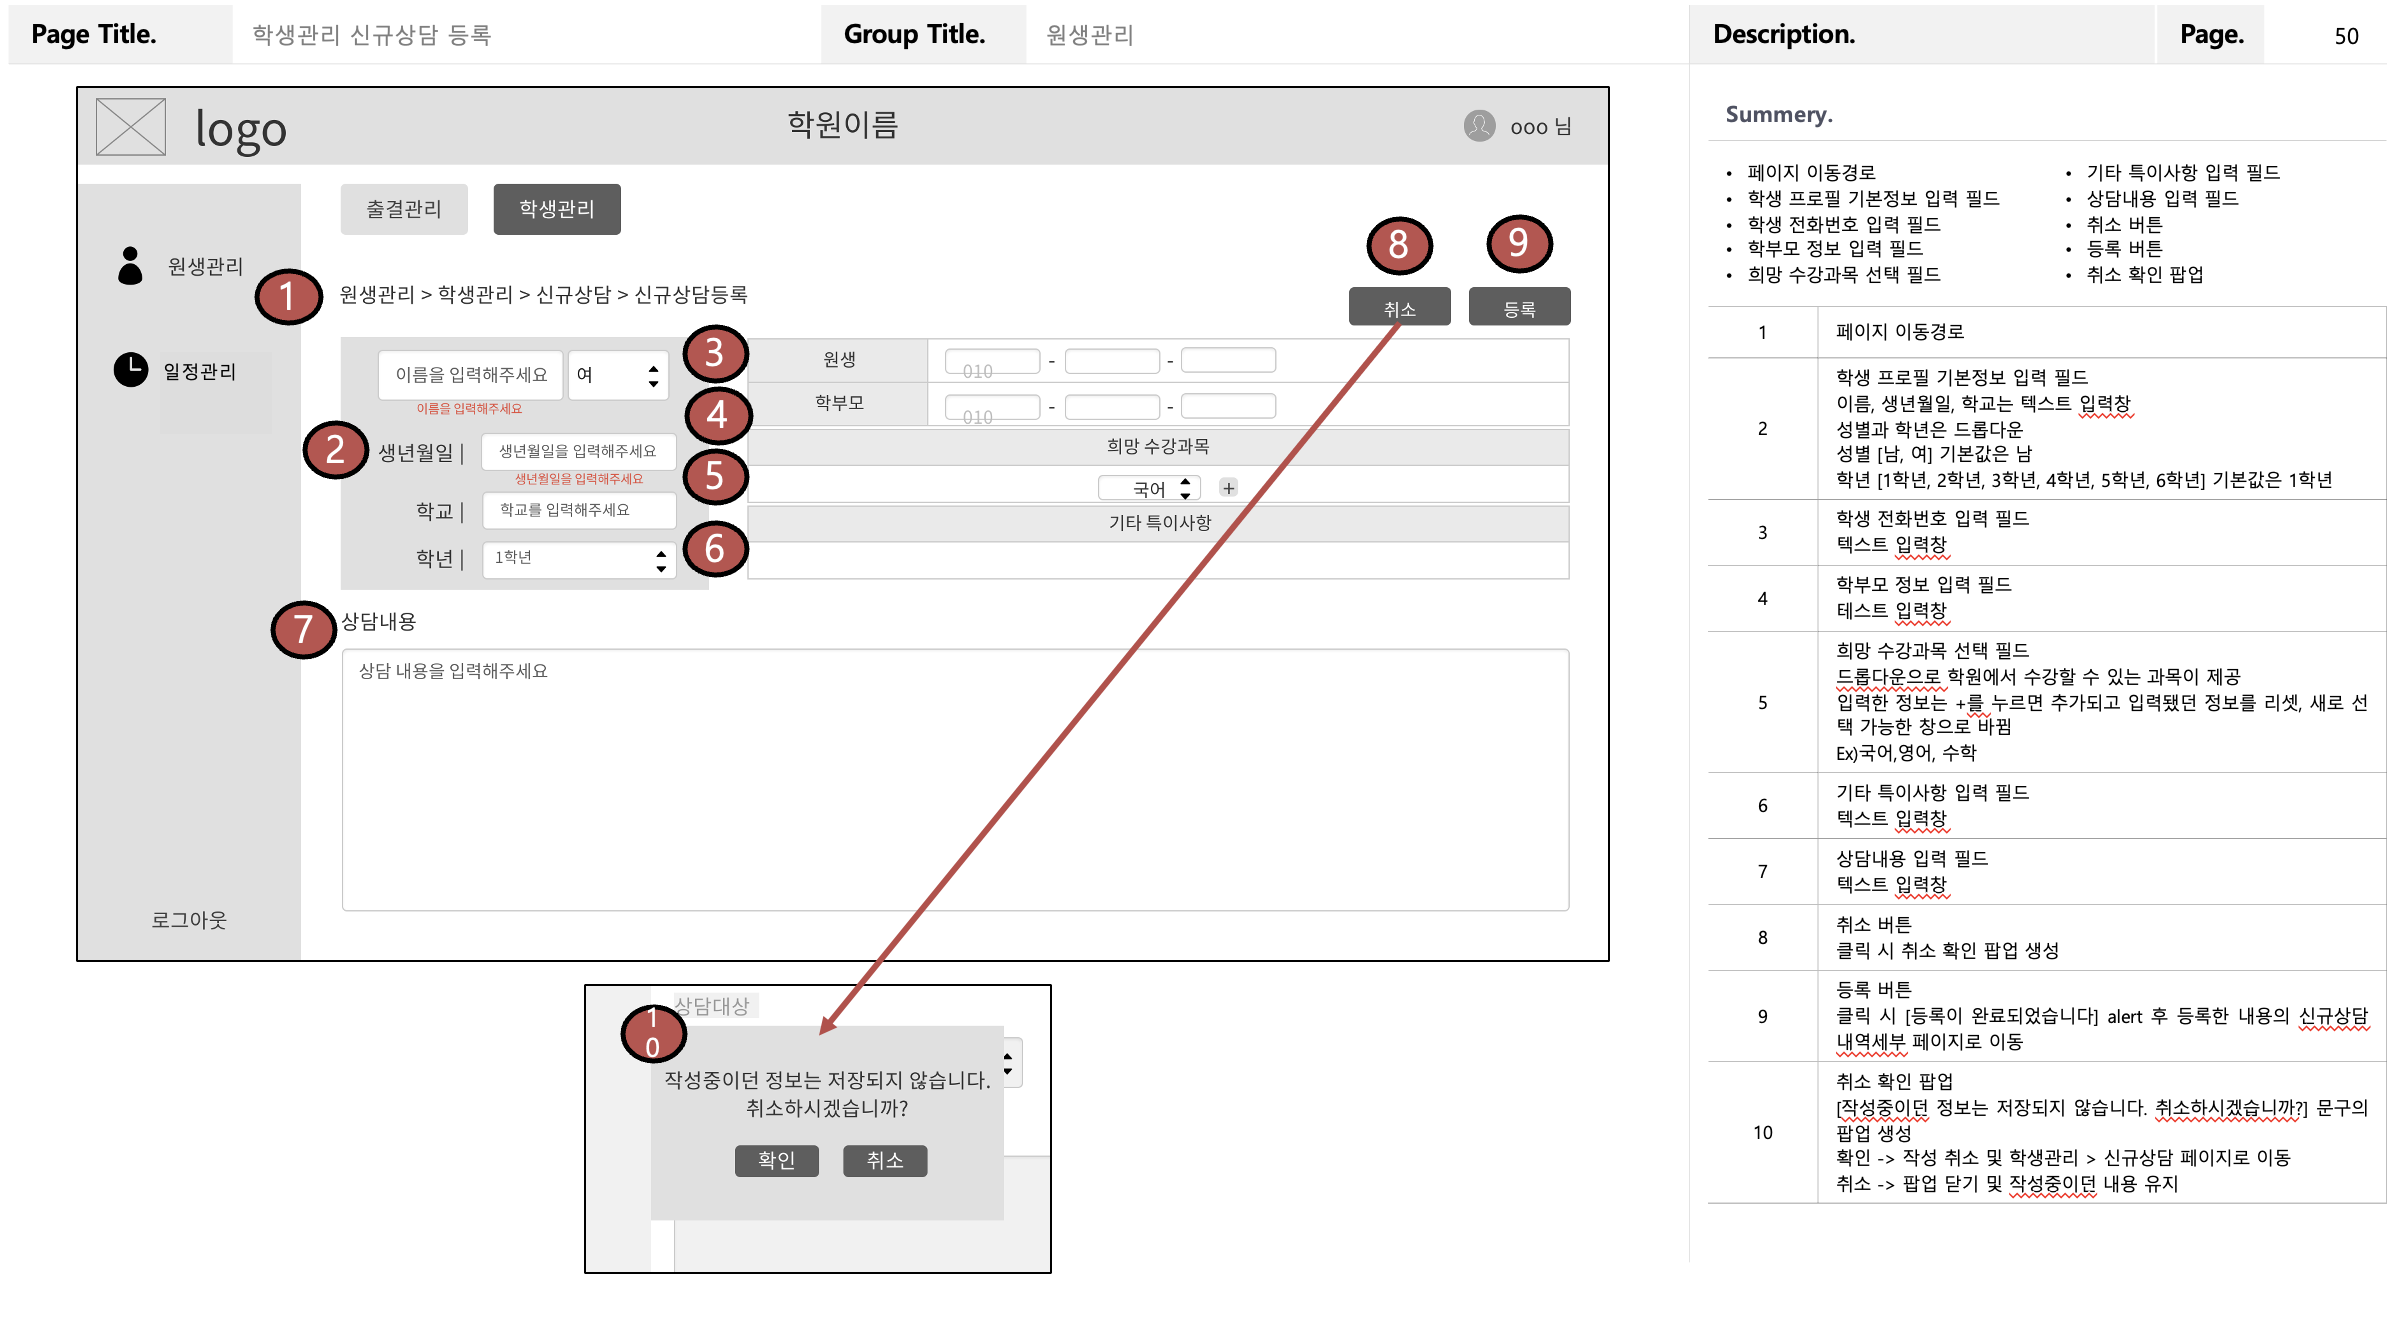 Page Title.
학생관리 신규상담 등록
Group Title.
원생관리
Description.
Page.
50
logo
학원이름
ooo 님
출결관리
학생관리
원생관리
일정관리
로그아웃
8
9
1
원생관리 > 학생관리 > 신규상담 > 신규상담등록
취소
등록
이름을 입력해주세요
여
이름을 입력해주세요
2
생년월일 |
생년월일을 입력해주세요
생년월일을 입력해주세요
학교 |
학교를 입력해주세요
학년 |
1학년
3
원생
010
-
-
4
학부모
010
-
-
희망 수강과목
5
국어
+
기타 특이사항
6
7
상담내용
상담 내용을 입력해주세요
상담대상
1
0
작성중이던 정보는 저장되지 않습니다.
취소하시겠습니까?
확인
취소
Summery.
• 페이지 이동경로
• 학생 프로필 기본정보 입력 필드
• 학생 전화번호 입력 필드
• 학부모 정보 입력 필드
• 희망 수강과목 선택 필드
• 기타 특이사항 입력 필드
• 상담내용 입력 필드
• 취소 버튼
• 등록 버튼
• 취소 확인 팝업
1
페이지 이동경로
2
학생 프로필 기본정보 입력 필드
이름, 생년월일, 학교는 텍스트 입력창
성별과 학년은 드롭다운
성별 [남, 여] 기본값은 남
학년 [1학년, 2학년, 3학년, 4학년, 5학년, 6학년] 기본값은 1학년
3
학생 전화번호 입력 필드
텍스트 입력창
4
학부모 정보 입력 필드
테스트 입력창
5
희망 수강과목 선택 필드
드롭다운으로 학원에서 수강할 수 있는 과목이 제공
입력한 정보는 +를 누르면 추가되고 입력됐던 정보를 리셋, 새로 선
택 가능한 창으로 바뀜
Ex)국어,영어, 수학
6
기타 특이사항 입력 필드
텍스트 입력창
7
상담내용 입력 필드
텍스트 입력창
8
취소 버튼
클릭 시 취소 확인 팝업 생성
9
등록 버튼
클릭 시 [등록이 완료되었습니다] alert 후 등록한 내용의 신규상담
내역세부 페이지로 이동
10
취소 확인 팝업
[작성중이던 정보는 저장되지 않습니다. 취소하시겠습니까?] 문구의
팝업 생성
확인 -> 작성 취소 및 학생관리 > 신규상담 페이지로 이동
취소 -> 팝업 닫기 및 작성중이던 내용 유지